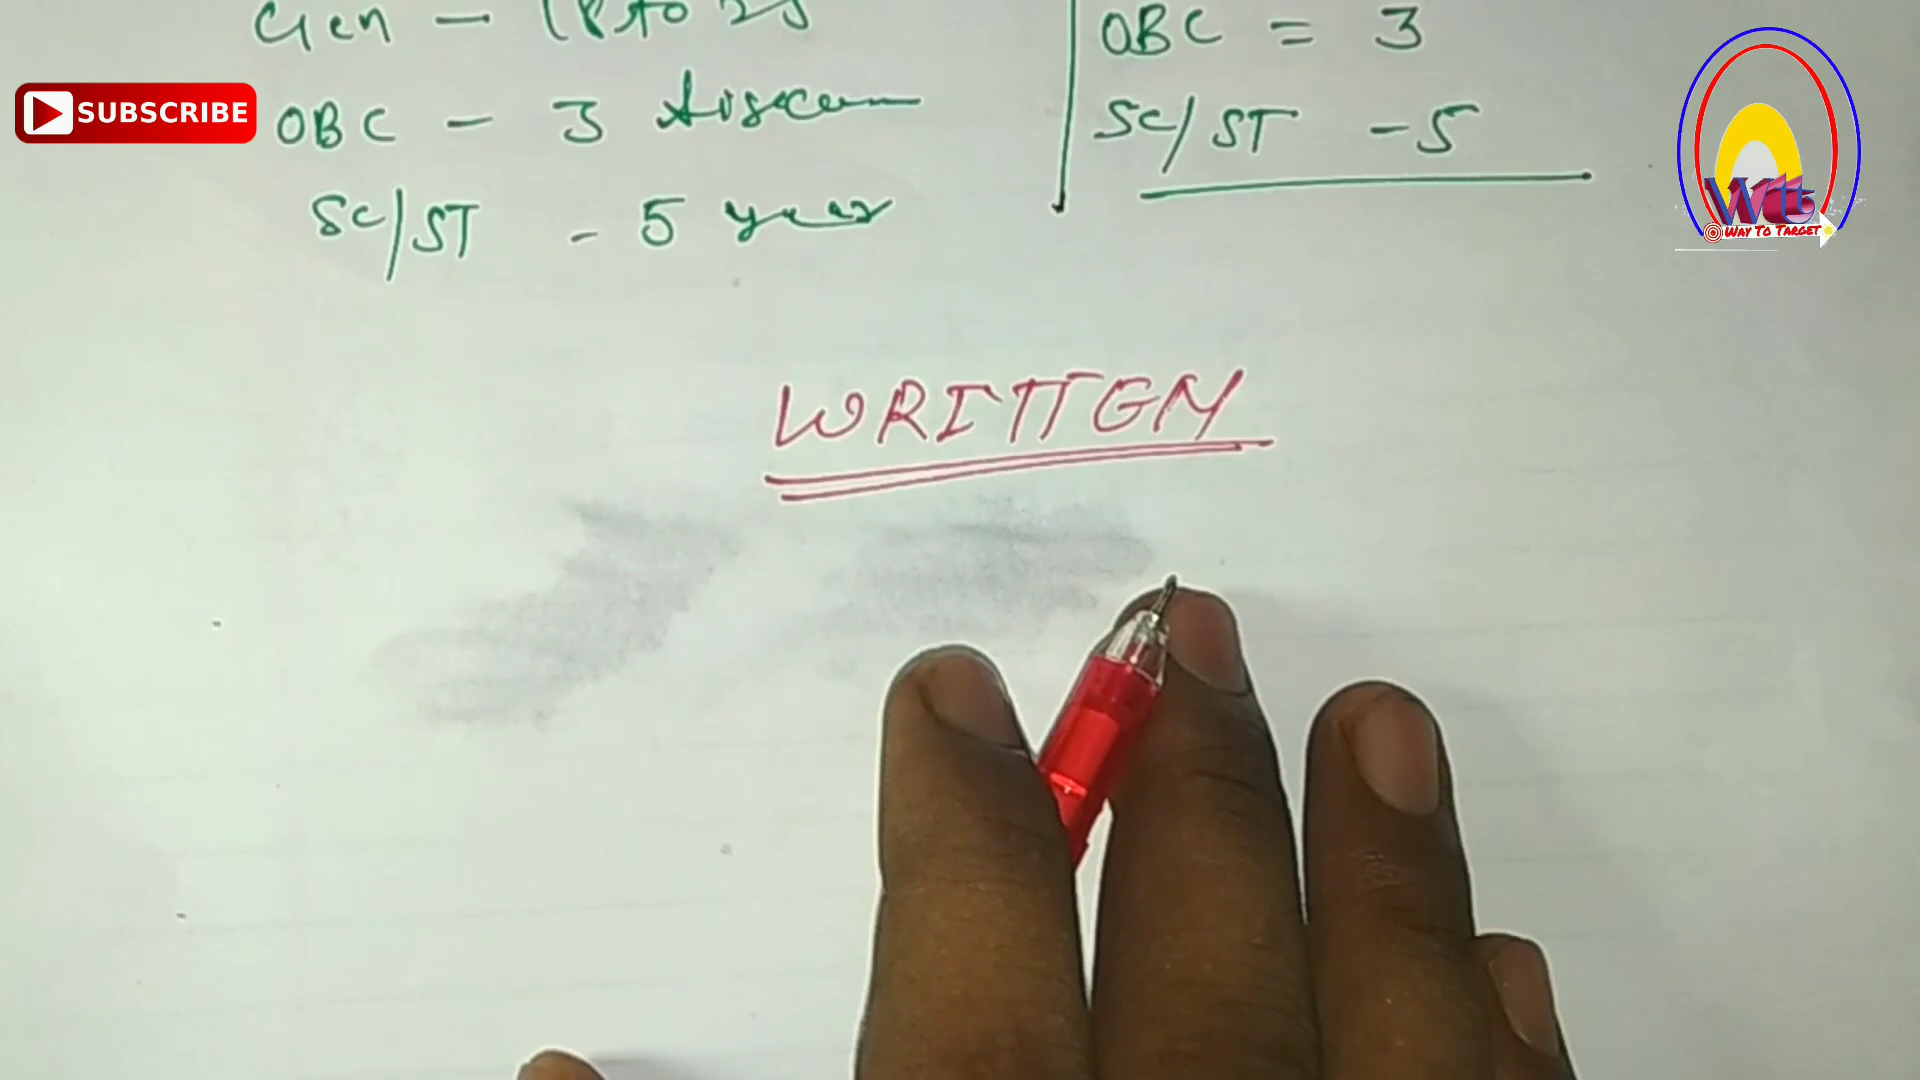 Gen - 18 to 25
OBC - 3
SC/ST - 5 year
OBC = 3
SC/ST - 5
WRITTEN
SUBSCRIBE
Wtt
WAY TO TARGET